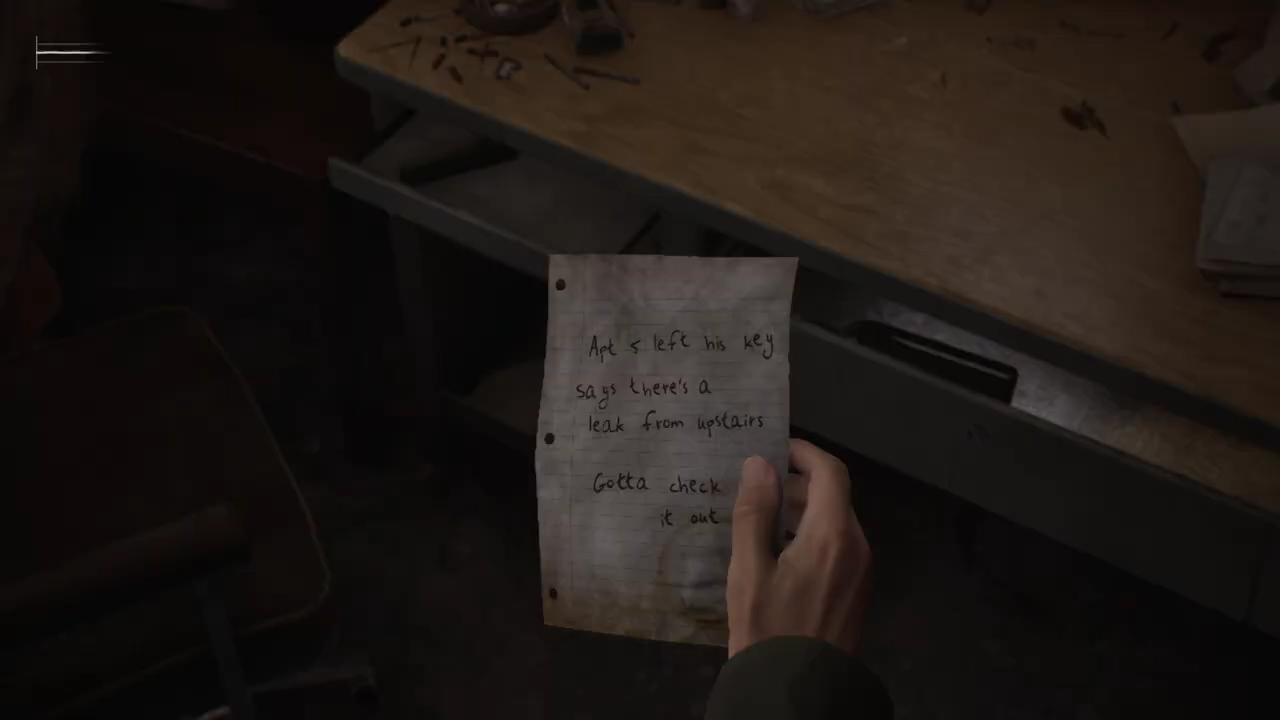 Apt 5 left his key
says there's a
leak from upstairs
Gotta check
it out